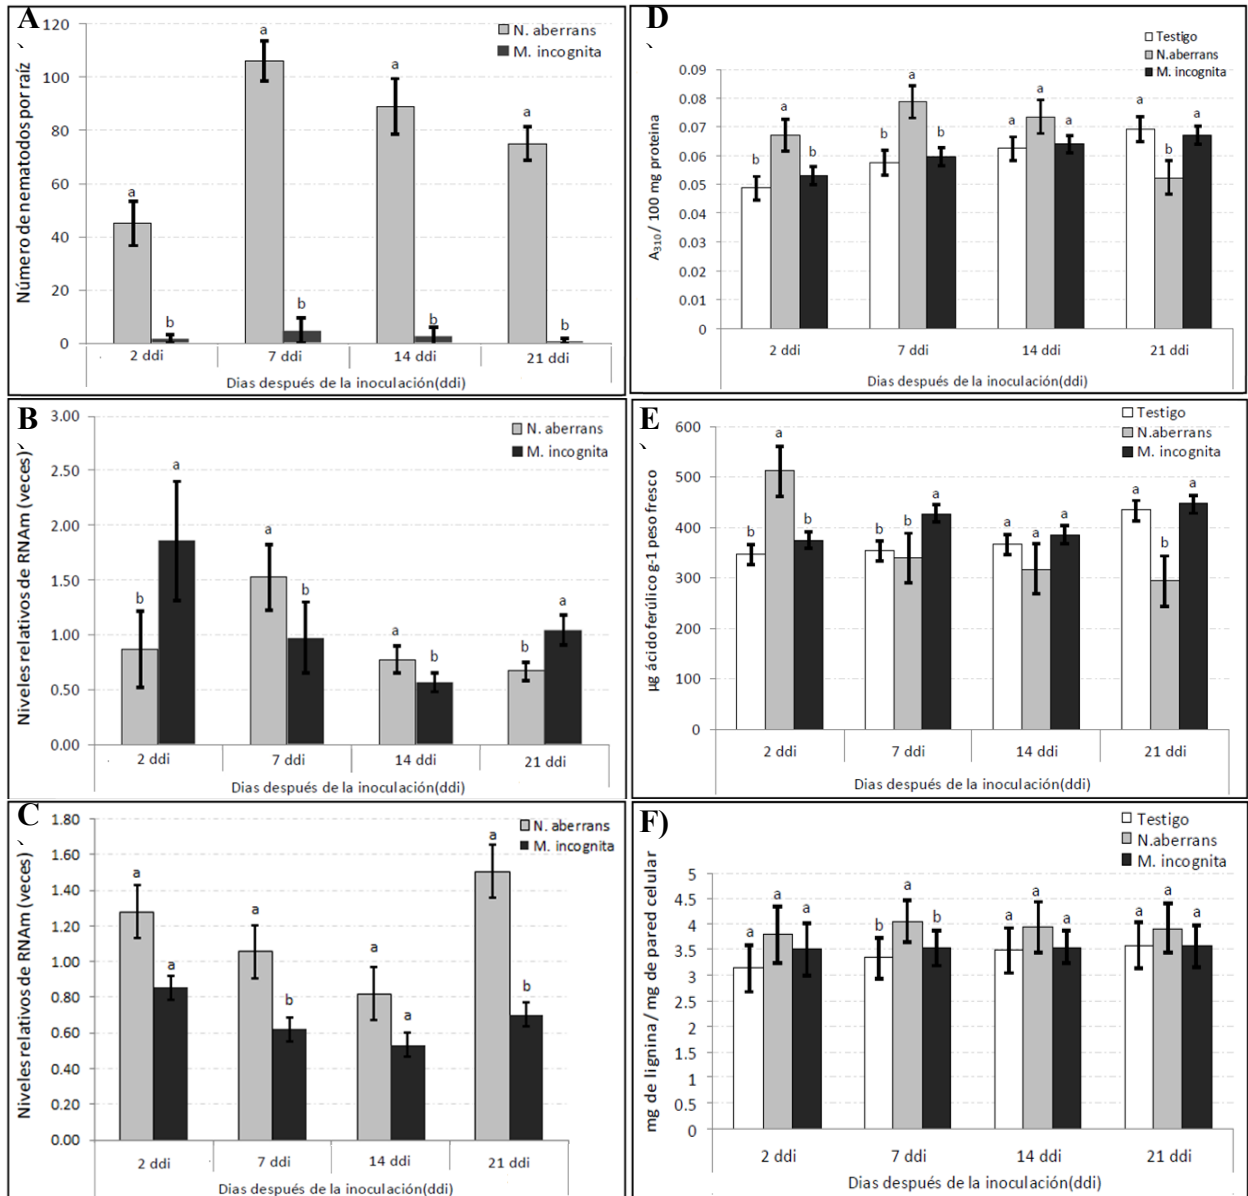 A
、
Número de nematodos por raíz
120
100
80
60
40
20
0
N. aberrans
M. incognita
a
b
a
b
a
b
a
b
2 ddi
7 ddi
14 ddi
21 ddi
Dias después de la inoculación(ddi)
B
、
Niveles relativos de RNAm (veces)
3.00
2.50
2.00
1.50
1.00
0.50
0.00
N. aberrans
M. incognita
b
a
a
b
a
b
b
a
2 ddi
7 ddi
14 ddi
21 ddi
Dias después de la inoculación(ddi)
C
、
Niveles relativos de RNAm (veces)
1.80
1.60
1.40
1.20
1.00
0.80
0.60
0.40
0.20
0.00
N. aberrans
M. incognita
a
a
a
b
a
a
a
b
2 ddi
7 ddi
14 ddi
21 ddi
Dias después de la inoculación(ddi)
D
、
A310 / 100 mg proteina
0.09
0.08
0.07
0.06
0.05
0.04
0.03
0.02
0.01
0
Testigo
N.aberrans
M. incognita
b
a
b
b
a
b
a
a
a
a
b
a
2 ddi
7 ddi
14 ddi
21 ddi
Dias después de la inoculación(ddi)
E
、
µg ácido ferúlico g-1 peso fresco
600
500
400
300
200
100
0
Testigo
N.aberrans
M. incognita
b
a
b
b
b
a
a
a
a
a
b
a
2 ddi
7 ddi
14 ddi
21 ddi
Dias después de la inoculación(ddi)
F)
mg de lignina / mg de pared celular
5
4.5
4
3.5
3
2.5
2
1.5
1
0.5
0
Testigo
N.aberrans
M. incognita
a
a
a
b
a
b
a
a
a
a
a
a
2 ddi
7 ddi
14 ddi
21 ddi
Dias después de la inoculación(ddi)